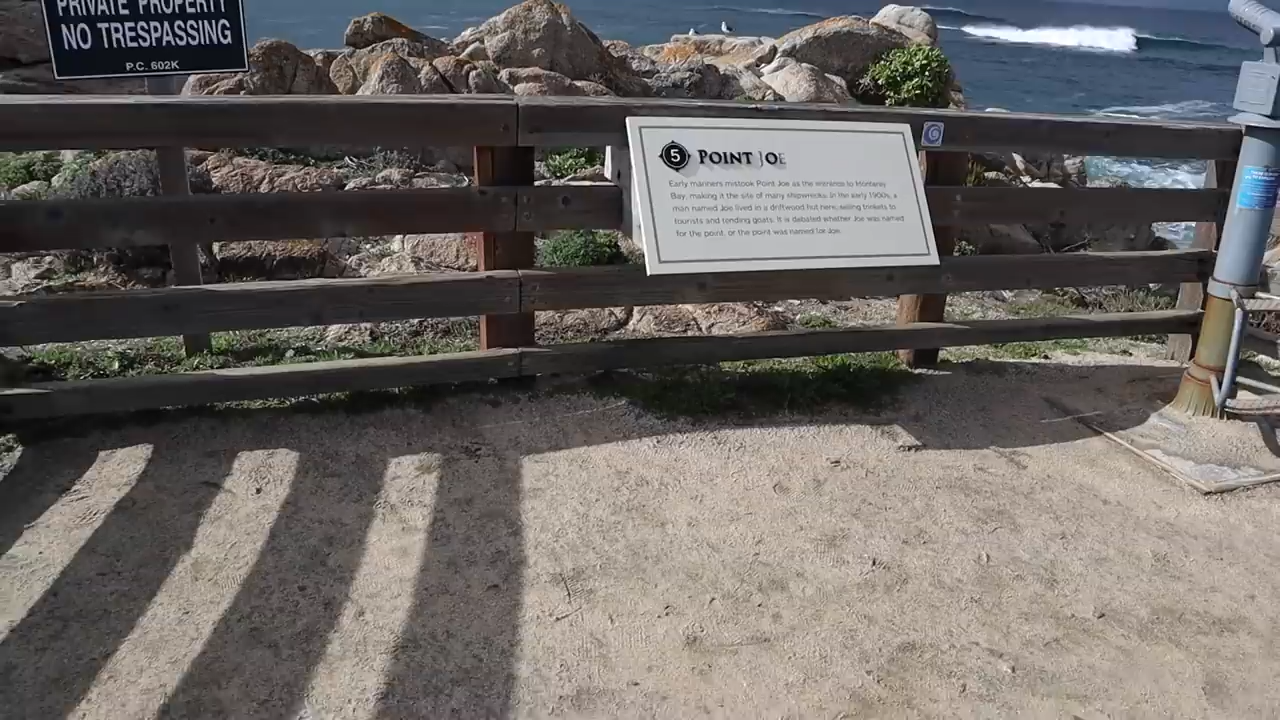 PRIVATE PROPERTY
NO TRESPASSING
P.C. 602K
5 POINT JOE
Early mariners mistook Point Joe as the entrance to Monterey
Bay, making it the site of many shipwrecks. In the early 1900s, a
man named Joe lived in a driftwood hut here, selling trinkets to
tourists and tending goats. It is debated whether Joe was named
for the point, or the point was named for Joe.